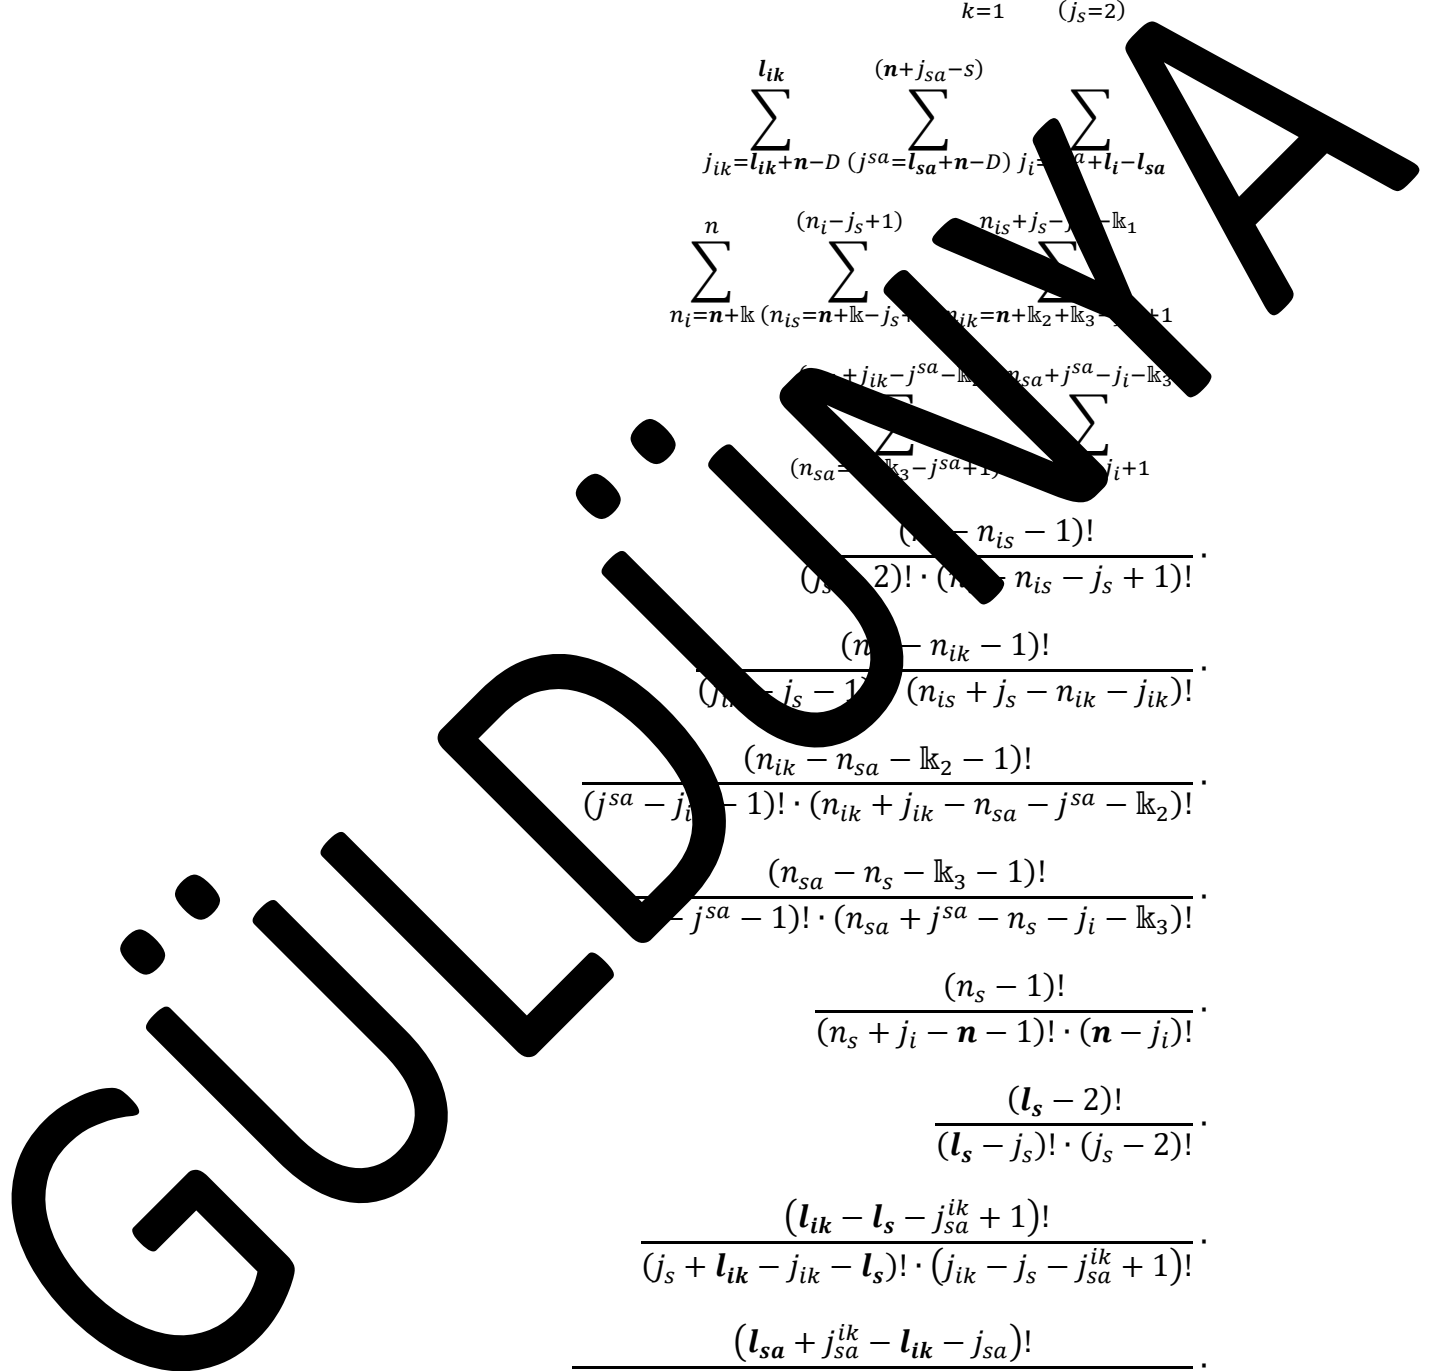 k=1 (j_s=2)
l_ik (n+j_sa−s)
∑ ∑ ∑
j_ik=l_ik+n−D (j^sa=l_sa+n−D) +l_i−l_sa
n (n_i−j_s+1) n_is+j_s− −𝕜_1
∑ ∑ ∑
n_i=n+𝕜 (n_is=n+𝕜−j_s =n+𝕜_2+𝕜_3 +1
+j_ik−j^sa− +j^sa−j_i−𝕜_3
∑ ∑
(n_sa= −j^sa+1) j_i+1
− n_is − 1)!
2)! · ( − n_is − j_s + 1)! ·
− n_ik − 1)!
j_s − 1 (n_is + j_s − n_ik − j_ik)! ·
(n_ik − n_sa − 𝕜_2 − 1)!
(j^sa − − 1)! · (n_ik + j_ik − n_sa − j^sa − 𝕜_2)! ·
(n_sa − n_s − 𝕜_3 − 1)!
− j^sa − 1)! · (n_sa + j^sa − n_s − j_i − 𝕜_3)! ·
(n_s − 1)!
(n_s + j_i − n − 1)! · (n − j_i)! ·
(l_s − 2)!
(l_s − j_s)! · (j_s − 2)! ·
(l_ik − l_s − j_sa^ik + 1)!
(j_s + l_ik − j_ik − l_s)! · (j_ik − j_s − j_sa^ik + 1)! ·
(l_sa + j_sa^ik − l_ik − j_sa)! ·
GÜLDÜNYA